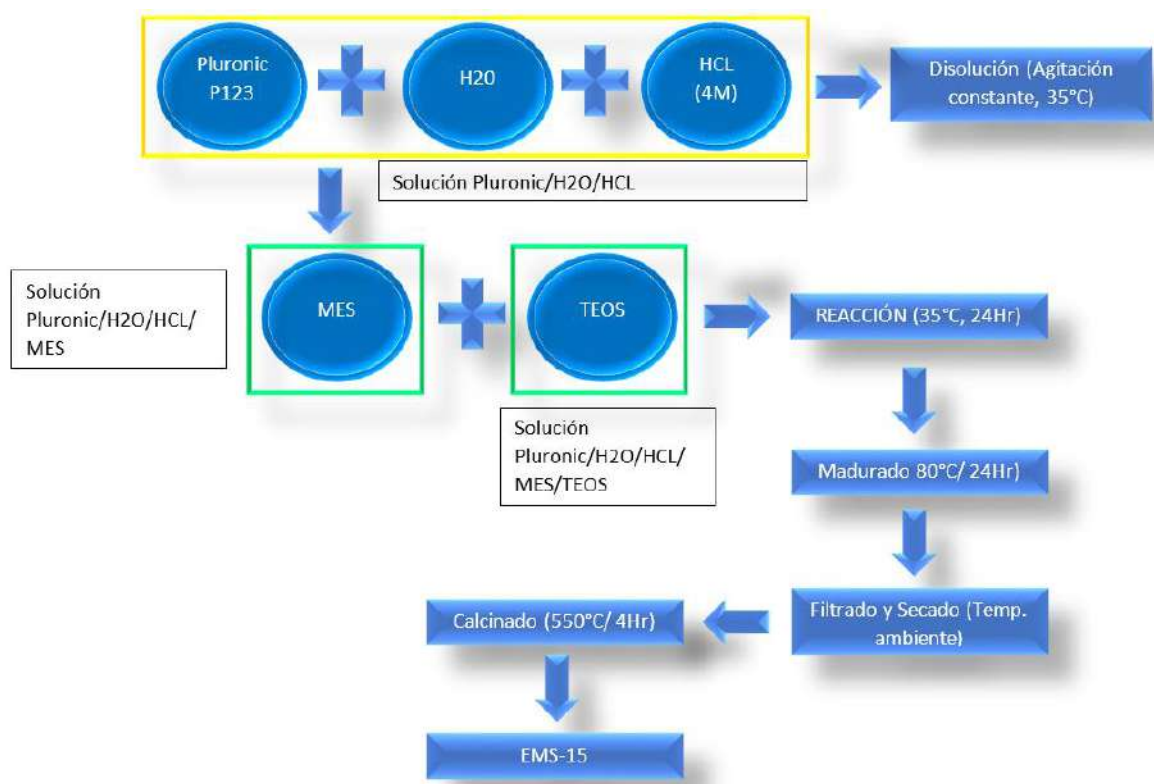 Pluronic
P123
H20
HCL
(4M)
Disolución (Agitación
constante, 35°C)
Solución Pluronic/H2O/HCL
Solución
Pluronic/H2O/HCL/
MES
MES
TEOS
REACCIÓN (35°C, 24Hr)
Solución
Pluronic/H2O/HCL/
MES/TEOS
Madurado 80°C/ 24Hr)
Filtrado y Secado (Temp.
ambiente)
Calcinado (550°C/ 4Hr)
EMS-15